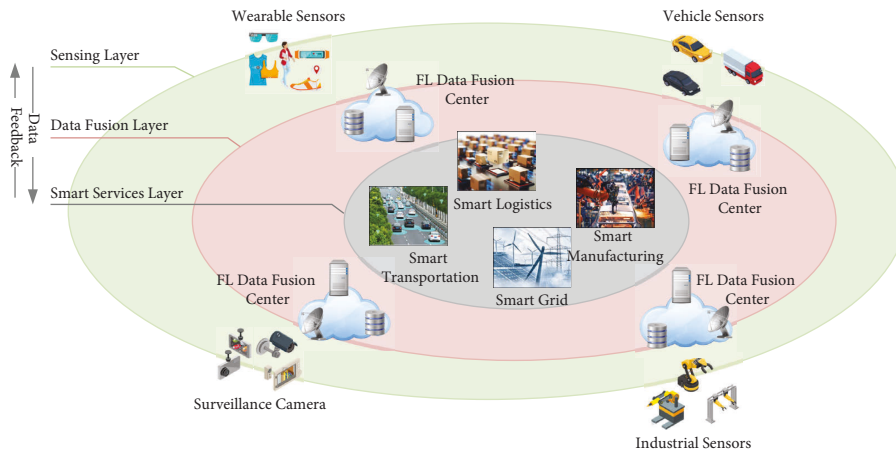 Wearable Sensors
Vehicle Sensors
Sensing Layer
FL Data Fusion
Center
Data
Feedback
Data Fusion Layer
FL Data Fusion
Center
Smart Services Layer
Smart Logistics
Smart
Manufacturing
Smart
Transportation
Smart Grid
FL Data Fusion
Center
FL Data Fusion
Center
Surveillance Camera
Industrial Sensors